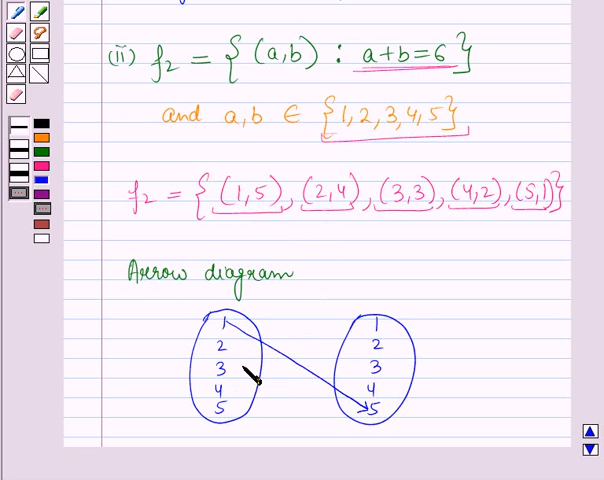 (ii) f₂ = { (a,b) : a+b=6 }
and a,b ∈ {1,2,3,4,5}
f₂ = { (1,5), (2,4), (3,3), (4,2), (5,1) }
Arrow diagram
1 1
2 2
3 3
4 4
5 5